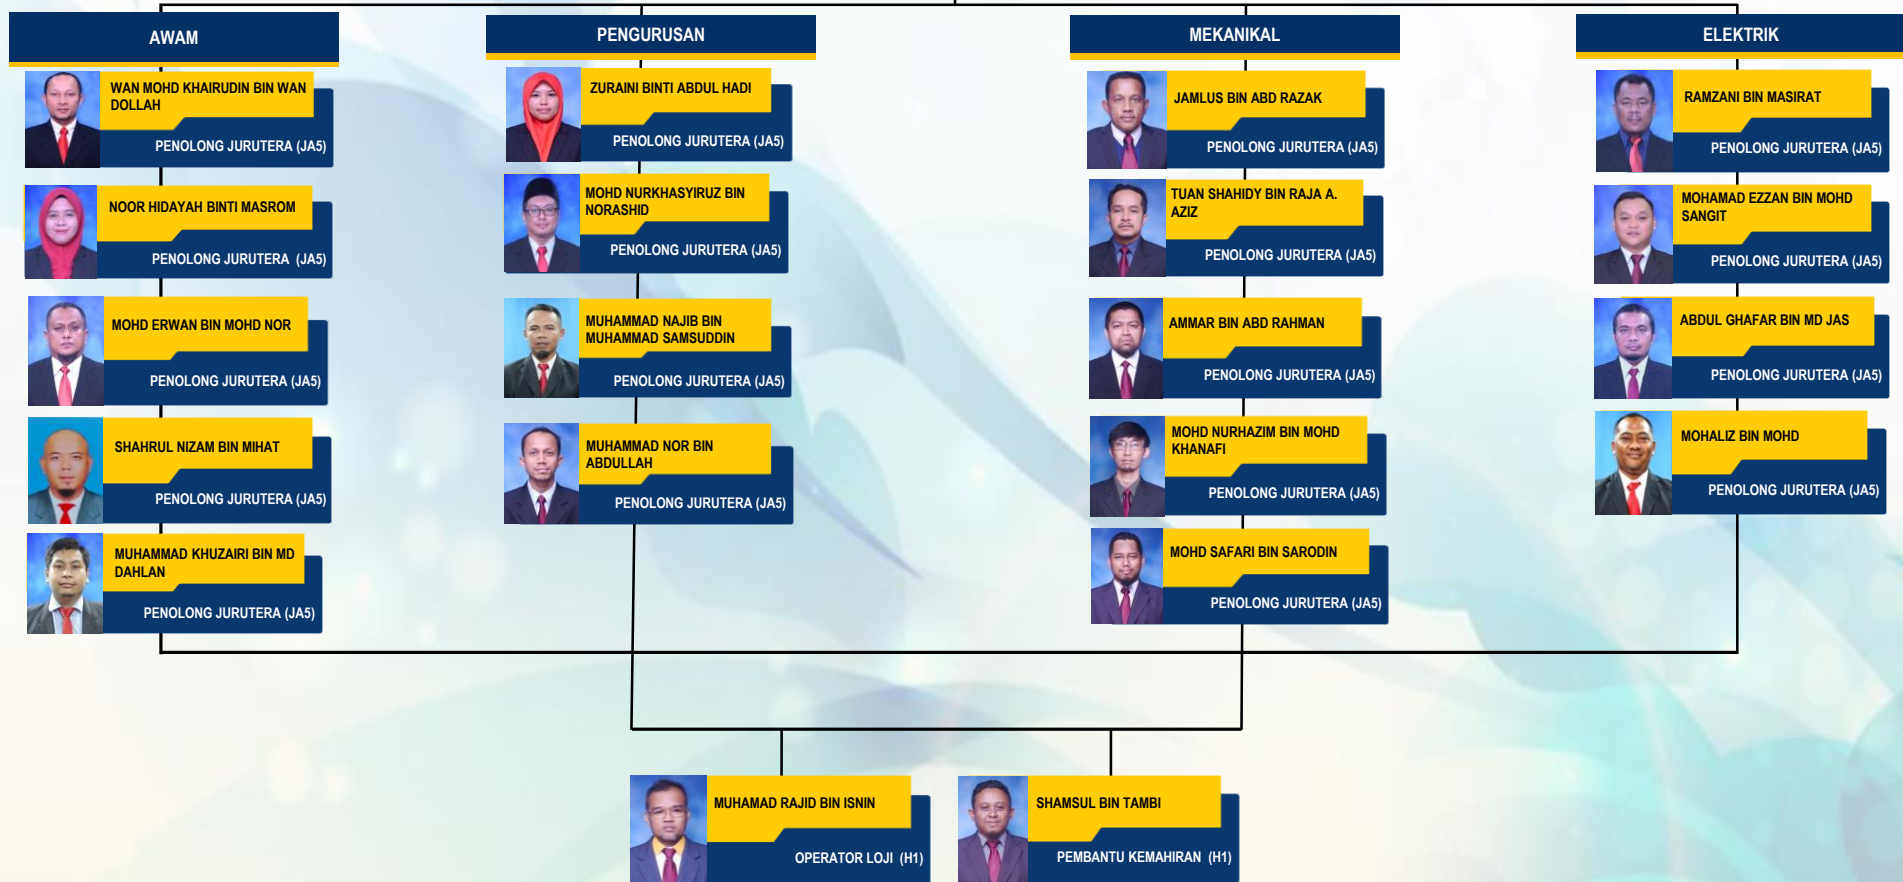 AWAM
WAN MOHD KHAIRUDIN BIN WAN
DOLLAH
PENOLONG JURUTERA (JA5)
NOOR HIDAYAH BINTI MASROM
PENOLONG JURUTERA (JA5)
MOHD ERWAN BIN MOHD NOR
PENOLONG JURUTERA (JA5)
SHAHRUL NIZAM BIN MIHAT
PENOLONG JURUTERA (JA5)
MUHAMMAD KHUZAIRI BIN MD
DAHLAN
PENOLONG JURUTERA (JA5)
PENGURUSAN
ZURAINI BINTI ABDUL HADI
PENOLONG JURUTERA (JA5)
MOHD NURKHASYIRUZ BIN
NORASHID
PENOLONG JURUTERA (JA5)
MUHAMMAD NAJIB BIN
MUHAMMAD SAMSUDDIN
PENOLONG JURUTERA (JA5)
MUHAMMAD NOR BIN
ABDULLAH
PENOLONG JURUTERA (JA5)
MEKANIKAL
JAMLUS BIN ABD RAZAK
PENOLONG JURUTERA (JA5)
TUAN SHAHIDY BIN RAJA A.
AZIZ
PENOLONG JURUTERA (JA5)
AMMAR BIN ABD RAHMAN
PENOLONG JURUTERA (JA5)
MOHD NURHAZIM BIN MOHD
KHANAFI
PENOLONG JURUTERA (JA5)
MOHD SAFARI BIN SARODIN
PENOLONG JURUTERA (JA5)
ELEKTRIK
RAMZANI BIN MASIRAT
PENOLONG JURUTERA (JA5)
MOHAMAD EZZAN BIN MOHD
SANGIT
PENOLONG JURUTERA (JA5)
ABDUL GHAFAR BIN MD JAS
PENOLONG JURUTERA (JA5)
MOHALIZ BIN MOHD
PENOLONG JURUTERA (JA5)
MUHAMAD RAJID BIN ISNIN
OPERATOR LOJI (H1)
SHAMSUL BIN TAMBI
PEMBANTU KEMAHIRAN (H1)